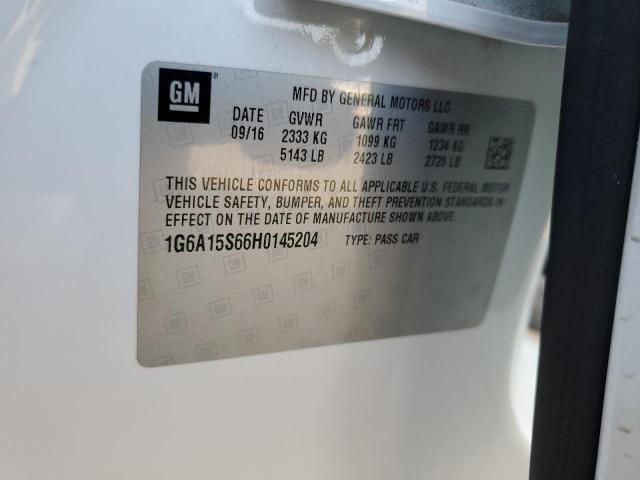 GM
MFD BY GENERAL MOTORS LLC
DATE GVWR GAWR FRT GAWR RR
09/16 2333 KG 1099 KG 1234 KG
5143 LB 2423 LB 2720 LB
THIS VEHICLE CONFORMS TO ALL APPLICABLE U.S. FEDERAL MOTOR
VEHICLE SAFETY, BUMPER, AND THEFT PREVENTION STANDARDS IN
EFFECT ON THE DATE OF MANUFACTURE SHOWN ABOVE.
1G6A15S66H0145204 TYPE: PASS CAR